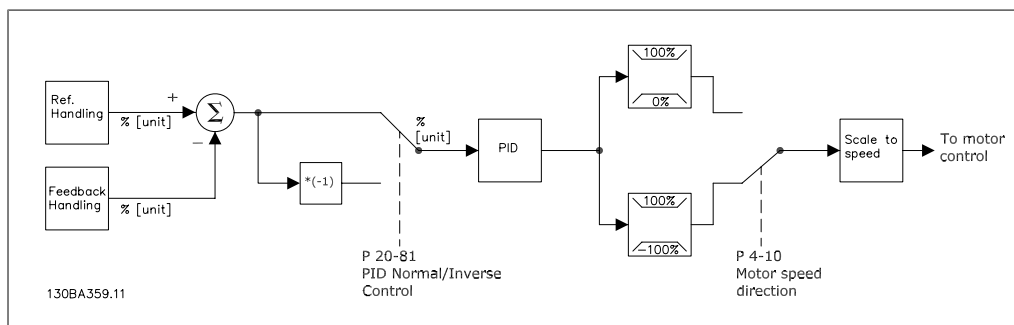 Ref.
Handling
+
% [unit]
Σ
−
Feedback
Handling
% [unit]
*(-1)
%
[unit]
P 20-81
PID Normal/Inverse
Control
PID
100%
0%
100%
−100%
P 4-10
Motor speed
direction
Scale to
speed
To motor
control
130BA359.11